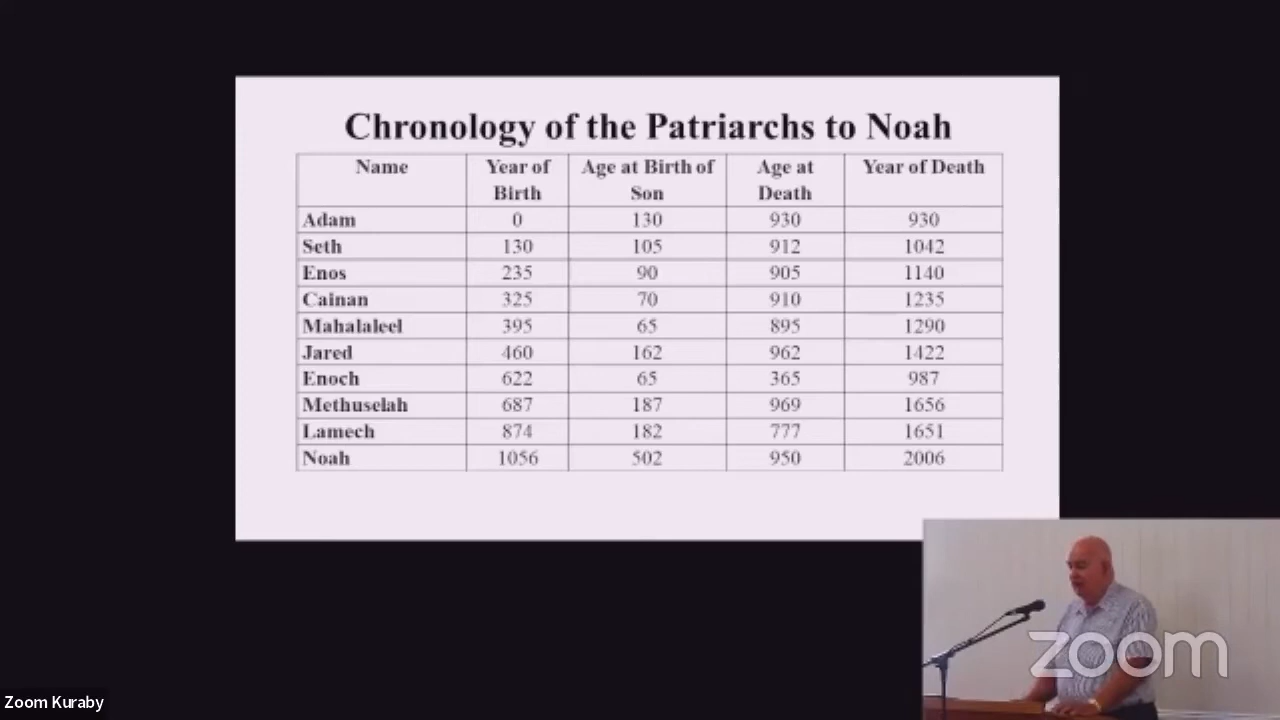 Chronology of the Patriarchs to Noah
Name Year of Birth Age at Birth of Son Age at Death Year of Death
Adam 0 130 930 930
Seth 130 105 912 1042
Enos 235 90 905 1140
Cainan 325 70 910 1235
Mahalaleel 395 65 895 1290
Jared 460 162 962 1422
Enoch 622 65 365 987
Methuselah 687 187 969 1656
Lamech 874 182 777 1651
Noah 1056 502 950 2006
zoom
Zoom Kuraby